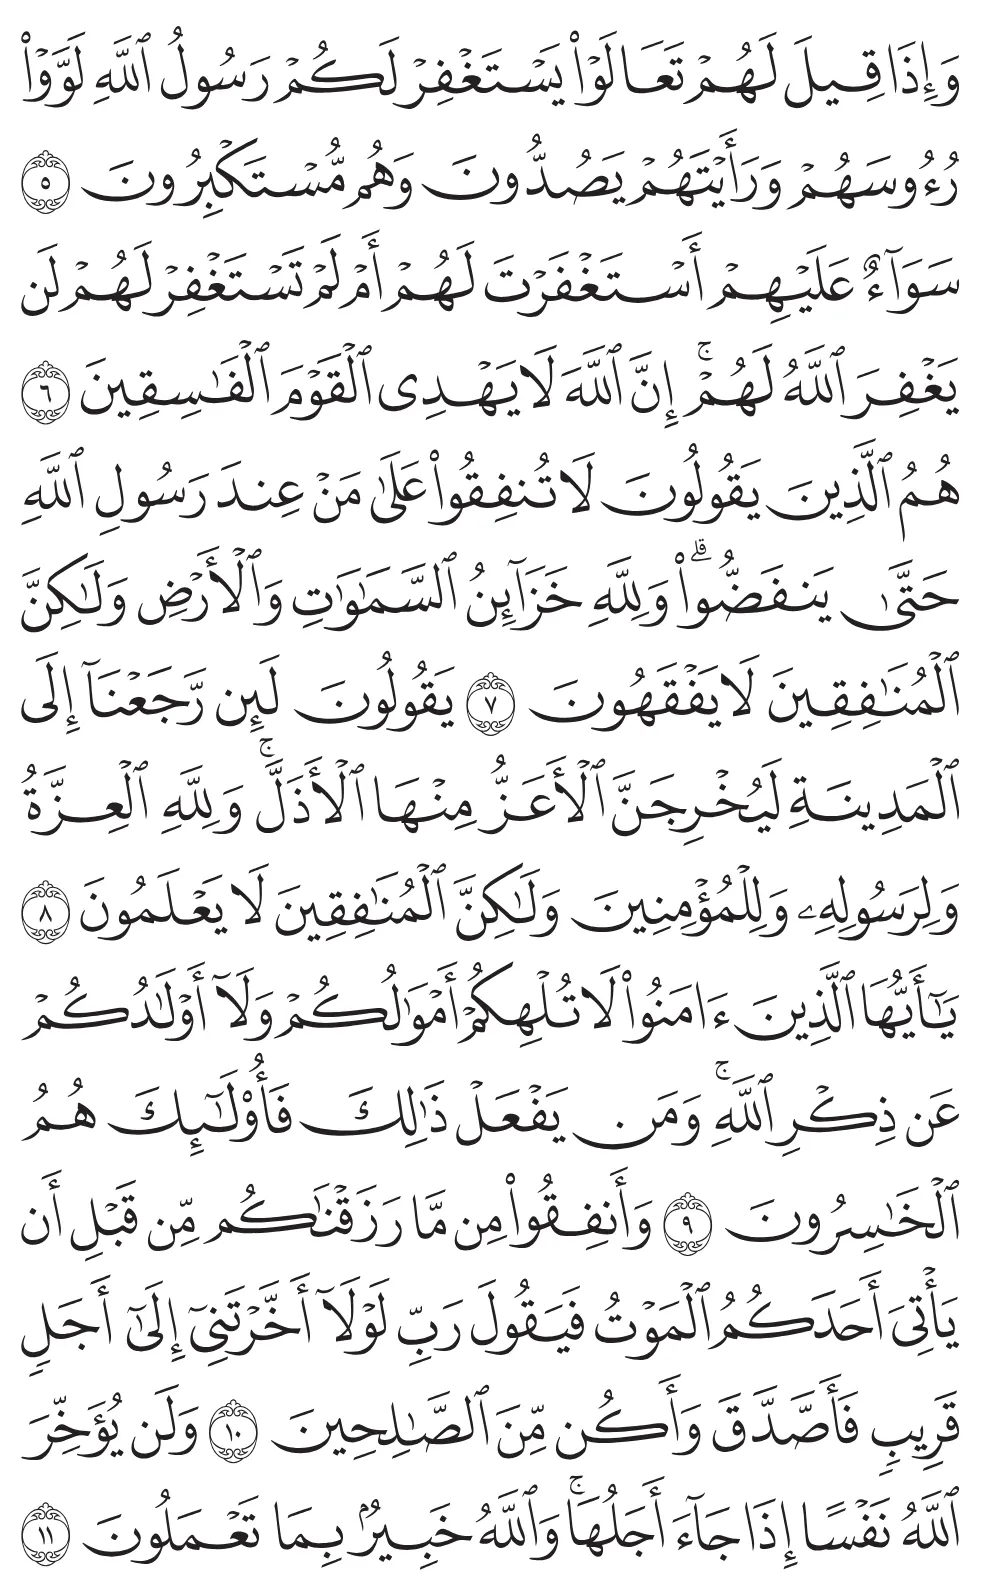 وَإِذَا قِيلَ لَهُمۡ تَعَالَوۡاْ يَسۡتَغۡفِرۡ لَكُمۡ رَسُولُ ٱللَّهِ لَوَّوۡاْ
رُءُوسَهُمۡ وَرَأَيۡتَهُمۡ يَصُدُّونَ وَهُم مُّسۡتَكۡبِرُونَ ٥
سَوَآءٌ عَلَيۡهِمۡ أَسۡتَغۡفَرۡتَ لَهُمۡ أَمۡ لَمۡ تَسۡتَغۡفِرۡ لَهُمۡ لَن
يَغۡفِرَ ٱللَّهُ لَهُمۡۚ إِنَّ ٱللَّهَ لَا يَهۡدِي ٱلۡقَوۡمَ ٱلۡفَٰسِقِينَ ٦
هُمُ ٱلَّذِينَ يَقُولُونَ لَا تُنفِقُواْ عَلَىٰ مَنۡ عِندَ رَسُولِ ٱللَّهِ
حَتَّىٰ يَنفَضُّواْۗ وَلِلَّهِ خَزَآئِنُ ٱلسَّمَٰوَٰتِ وَٱلۡأَرۡضِ وَلَٰكِنَّ
ٱلۡمُنَٰفِقِينَ لَا يَفۡقَهُونَ ٧ يَقُولُونَ لَئِن رَّجَعۡنَآ إِلَى
ٱلۡمَدِينَةِ لَيُخۡرِجَنَّ ٱلۡأَعَزُّ مِنۡهَا ٱلۡأَذَلَّۚ وَلِلَّهِ ٱلۡعِزَّةُ
وَلِرَسُولِهِۦ وَلِلۡمُؤۡمِنِينَ وَلَٰكِنَّ ٱلۡمُنَٰفِقِينَ لَا يَعۡلَمُونَ ٨
يَٰٓأَيُّهَا ٱلَّذِينَ ءَامَنُواْ لَا تُلۡهِكُمۡ أَمۡوَٰلُكُمۡ وَلَآ أَوۡلَٰدُكُمۡ
عَن ذِكۡرِ ٱللَّهِۚ وَمَن يَفۡعَلۡ ذَٰلِكَ فَأُوْلَٰٓئِكَ هُمُ
ٱلۡخَٰسِرُونَ ٩ وَأَنفِقُواْ مِن مَّا رَزَقۡنَٰكُم مِّن قَبۡلِ أَن
يَأۡتِيَ أَحَدَكُمُ ٱلۡمَوۡتُ فَيَقُولَ رَبِّ لَوۡلَآ أَخَّرۡتَنِيٓ إِلَىٰٓ أَجَلٖ
قَرِيبٖ فَأَصَّدَّقَ وَأَكُن مِّنَ ٱلصَّٰلِحِينَ ١٠ وَلَن يُؤَخِّرَ
ٱللَّهُ نَفۡسًا إِذَا جَآءَ أَجَلُهَاۚ وَٱللَّهُ خَبِيرُۢ بِمَا تَعۡمَلُونَ ١١